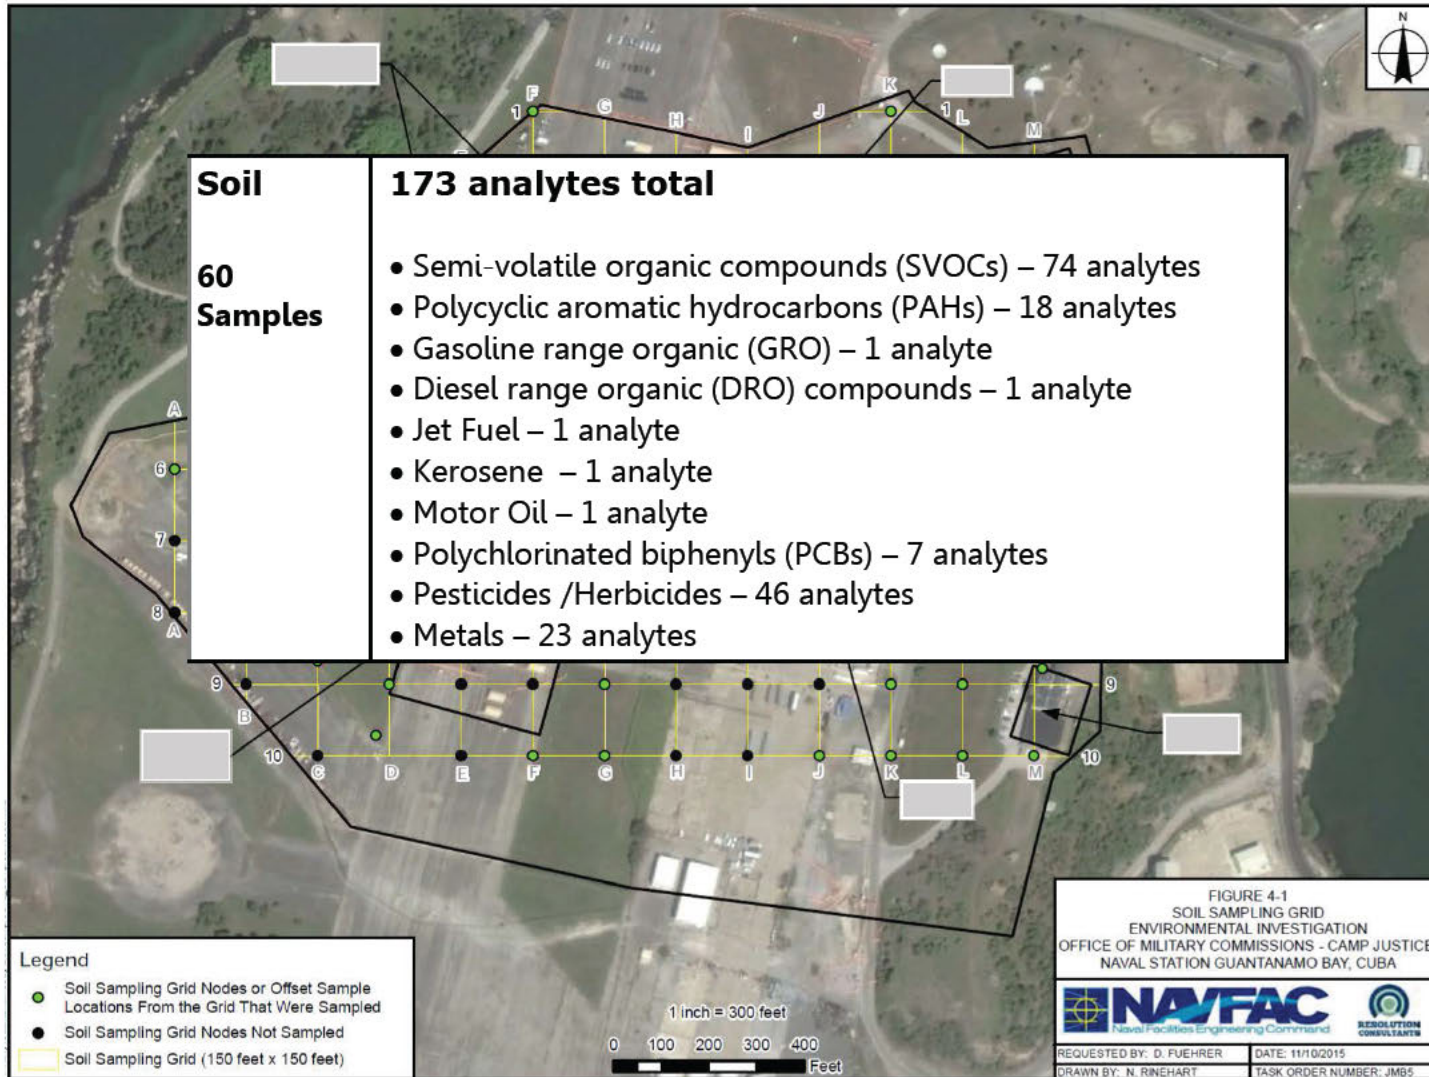 N
F
G
H
I
J
K
L
M
1
1
Soil
60
Samples
173 analytes total
• Semi-volatile organic compounds (SVOCs) – 74 analytes
• Polycyclic aromatic hydrocarbons (PAHs) – 18 analytes
• Gasoline range organic (GRO) – 1 analyte
• Diesel range organic (DRO) compounds – 1 analyte
• Jet Fuel – 1 analyte
• Kerosene – 1 analyte
• Motor Oil – 1 analyte
• Polychlorinated biphenyls (PCBs) – 7 analytes
• Pesticides /Herbicides – 46 analytes
• Metals – 23 analytes
A
6
7
8
A
9
9
B
10
C
D
E
F
G
H
I
J
K
L
M
10
Legend
Soil Sampling Grid Nodes or Offset Sample
Locations From the Grid That Were Sampled
Soil Sampling Grid Nodes Not Sampled
Soil Sampling Grid (150 feet x 150 feet)
1 inch = 300 feet
0 100 200 300 400
Feet
FIGURE 4-1
SOIL SAMPLING GRID
ENVIRONMENTAL INVESTIGATION
OFFICE OF MILITARY COMMISSIONS - CAMP JUSTICE
NAVAL STATION GUANTANAMO BAY, CUBA
NAVFAC
Naval Facilities Engineering Command
RESOLUTION
CONSULTANTS
REQUESTED BY: D. FUEHRER
DATE: 11/10/2015
DRAWN BY: N. RINEHART
TASK ORDER NUMBER: JMB5